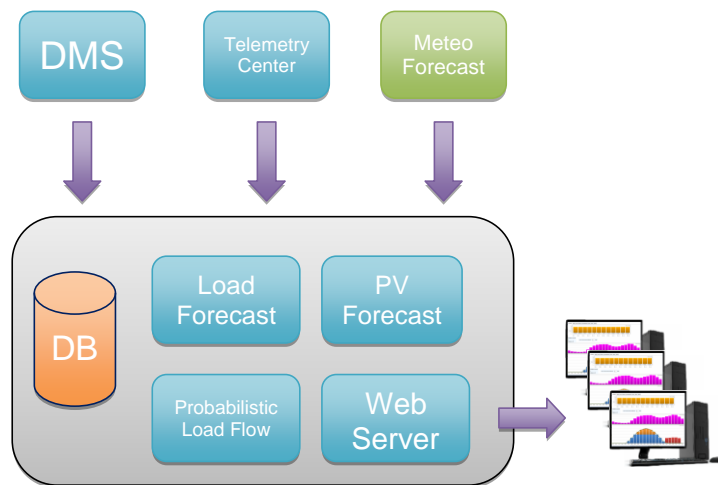 DMS
Telemetry
Center
Meteo
Forecast
DB
Load
Forecast
PV
Forecast
Probabilistic
Load Flow
Web
Server